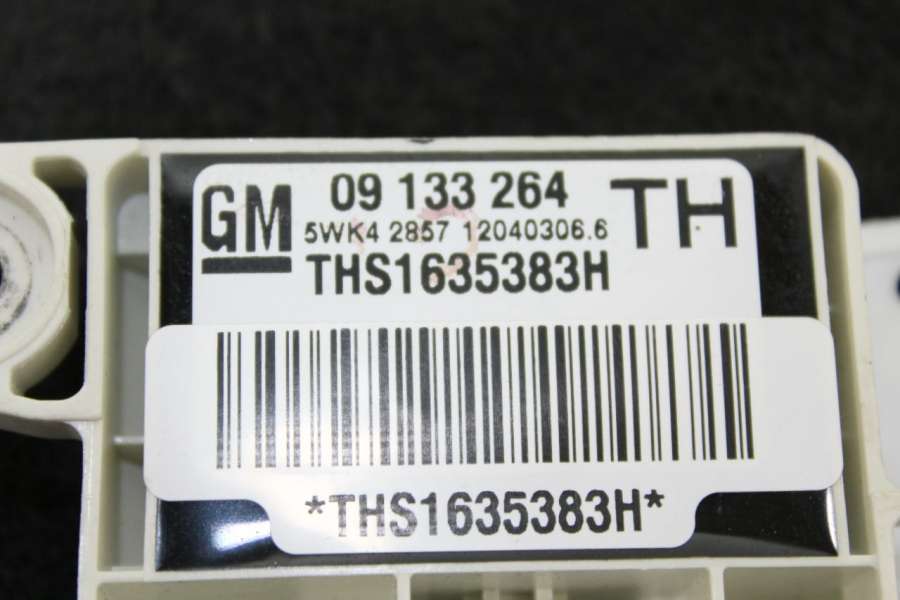 GM 09 133 264 TH
5WK4 2857 12040306.6
THS1635383H
*THS1635383H*